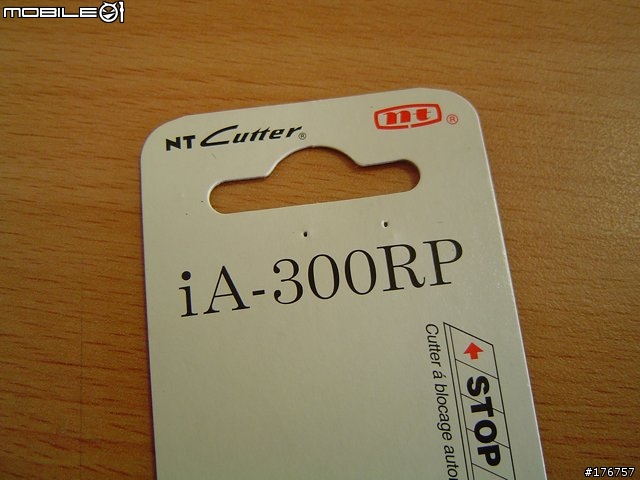 MOBILE01
NT Cutter®
nt ®
iA-300RP
STOP
Cutter á blocage
#176757